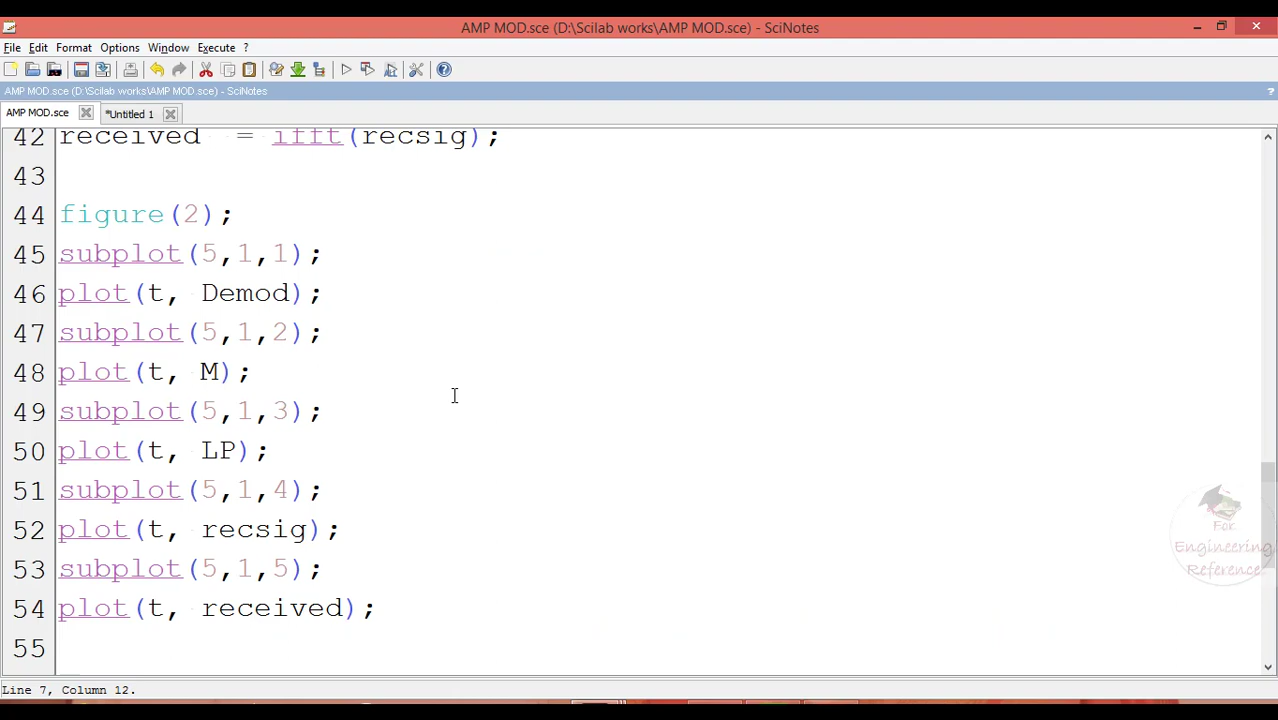 AMP MOD.sce (D:\Scilab works\AMP MOD.sce) - SciNotes
File Edit Format Options Window Execute ?
AMP MOD.sce (D:\Scilab works\AMP MOD.sce) - SciNotes ?
AMP MOD.sce *Untitled 1
42 received = ifft(recsig);
43
44 figure(2);
45 subplot(5,1,1);
46 plot(t, Demod);
47 subplot(5,1,2);
48 plot(t, M);
49 subplot(5,1,3);
50 plot(t, LP);
51 subplot(5,1,4);
52 plot(t, recsig);
53 subplot(5,1,5);
54 plot(t, received);
55
For
Engineering
Reference
Line 7, Column 12.